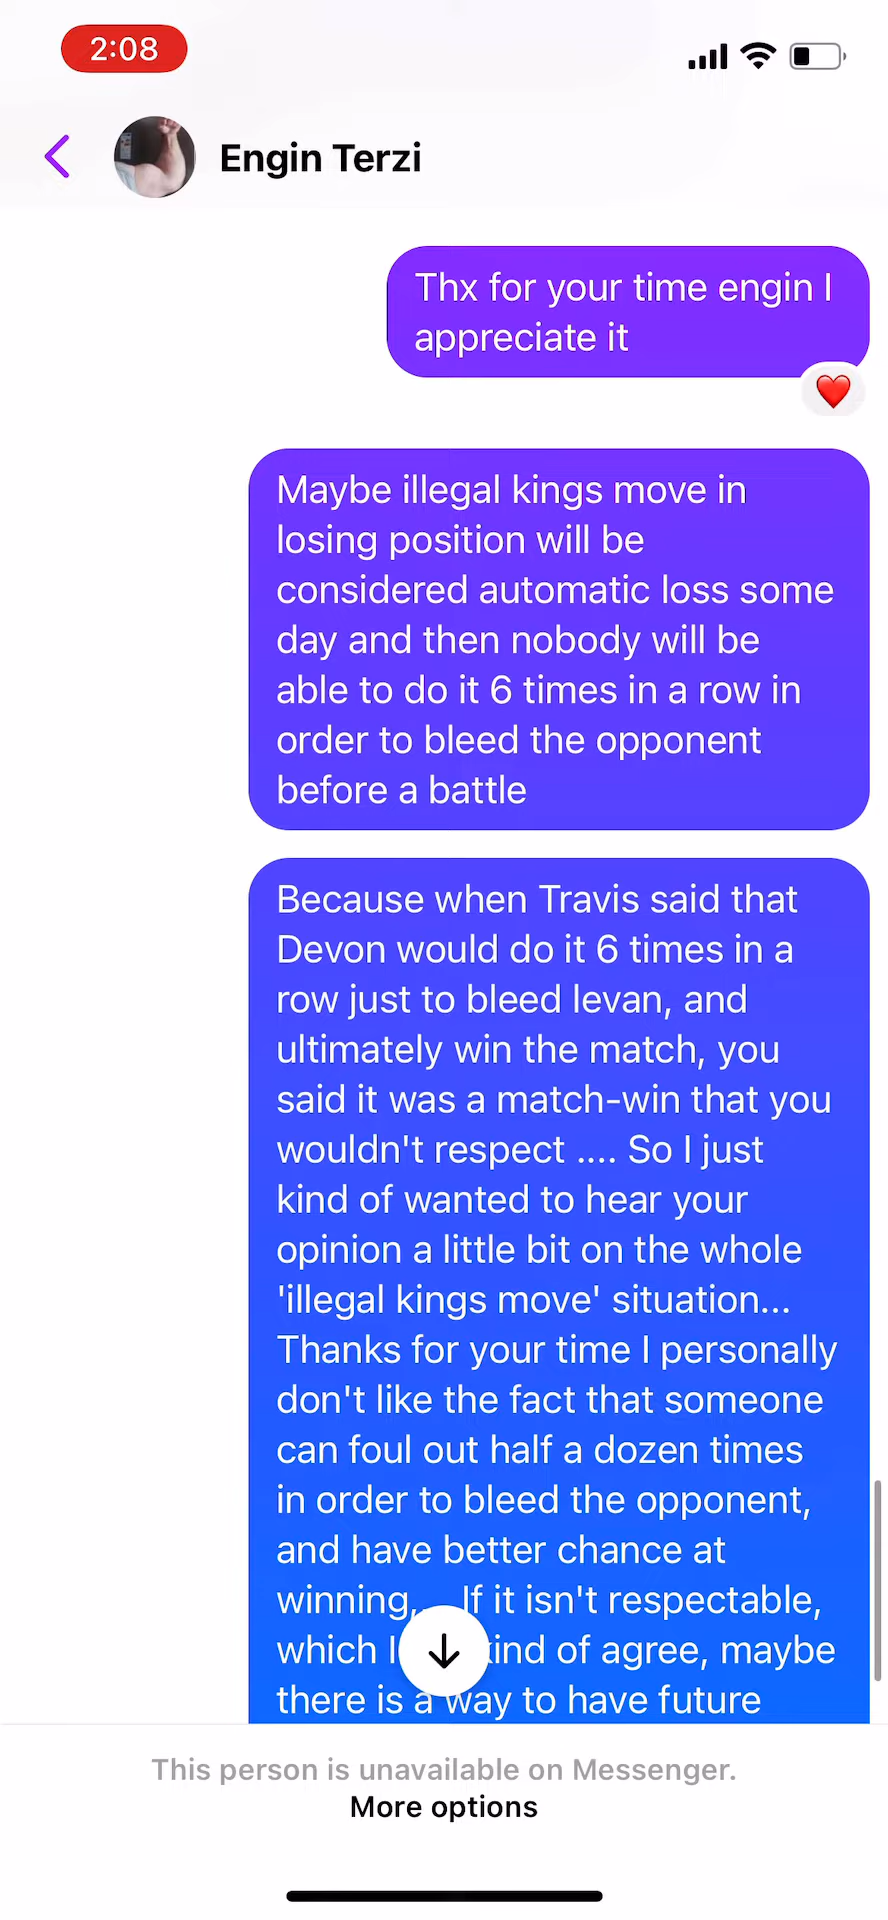 2:08
Engin Terzi
Thx for your time engin I
appreciate it
Maybe illegal kings move in
losing position will be
considered automatic loss some
day and then nobody will be
able to do it 6 times in a row in
order to bleed the opponent
before a battle
Because when Travis said that
Devon would do it 6 times in a
row just to bleed levan, and
ultimately win the match, you
said it was a match-win that you
wouldn't respect .... So I just
kind of wanted to hear your
opinion a little bit on the whole
'illegal kings move' situation...
Thanks for your time I personally
don't like the fact that someone
can foul out half a dozen times
in order to bleed the opponent,
and have better chance at
winning, If it isn't respectable,
which I of agree, maybe
there is a way to have future
This person is unavailable on Messenger.
More options